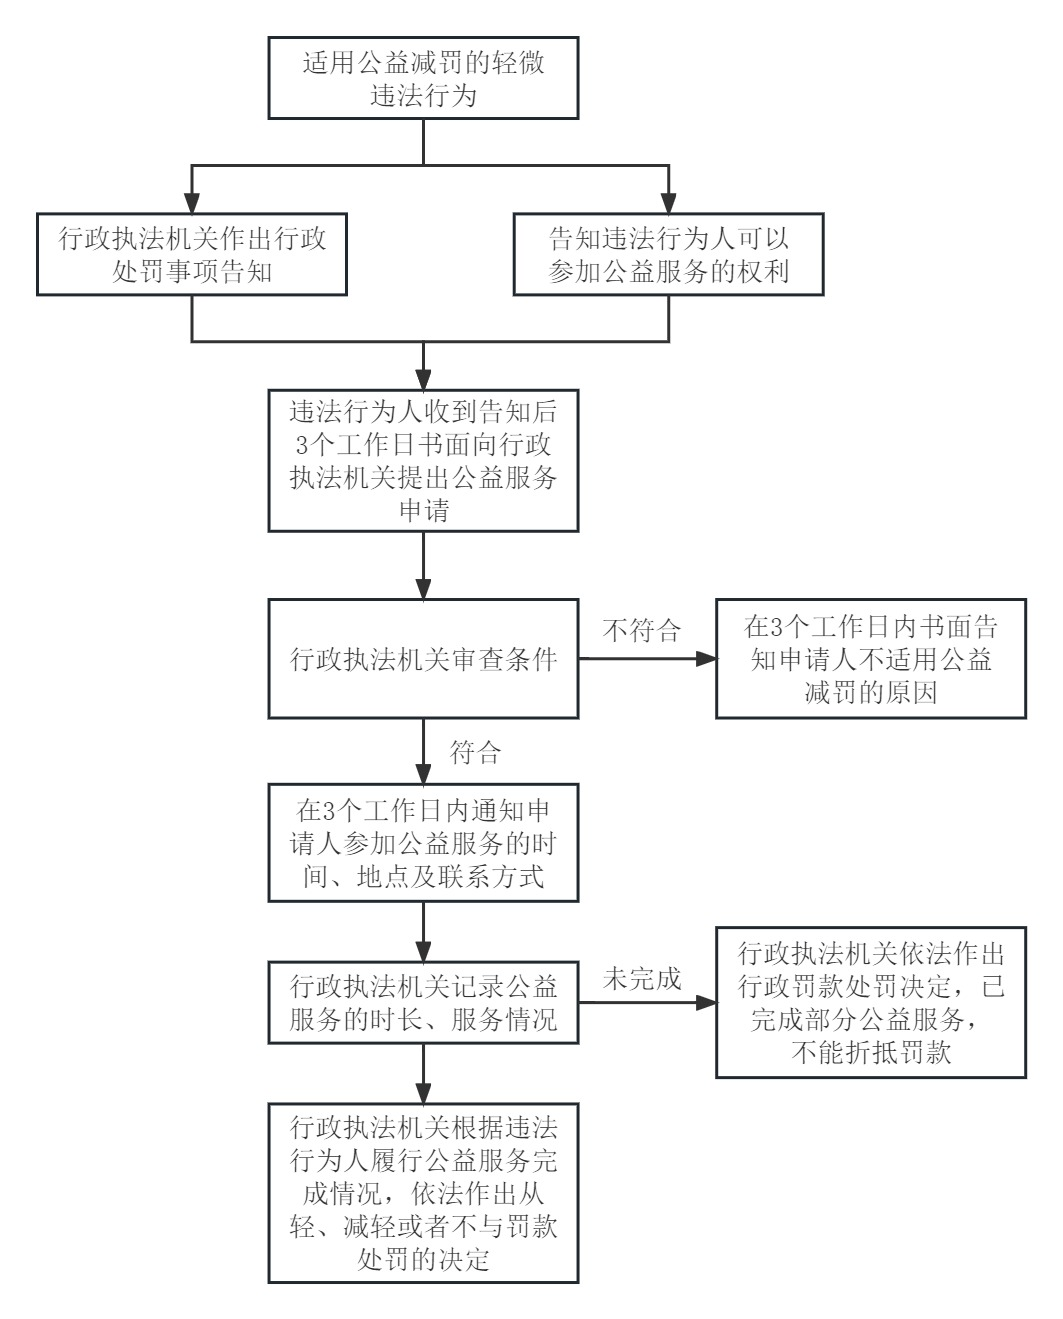 适用公益减罚的轻微
违法行为
行政执法机关作出行政
处罚事项告知
告知违法行为人可以
参加公益服务的权利
违法行为人收到告知后
3个工作日书面向行政
执法机关提出公益服务
申请
行政执法机关审查条件
不符合
在3个工作日内书面告
知申请人不适用公益
减罚的原因
符合
在3个工作日内通知申
请人参加公益服务的时
间、地点及联系方式
行政执法机关记录公益
服务的时长、服务情况
未完成
行政执法机关依法作出
行政罚款处罚决定，已
完成部分公益服务，
不能折抵罚款
行政执法机关根据违法
行为人履行公益服务完
成情况，依法作出从
轻、减轻或者不与罚款
处罚的决定